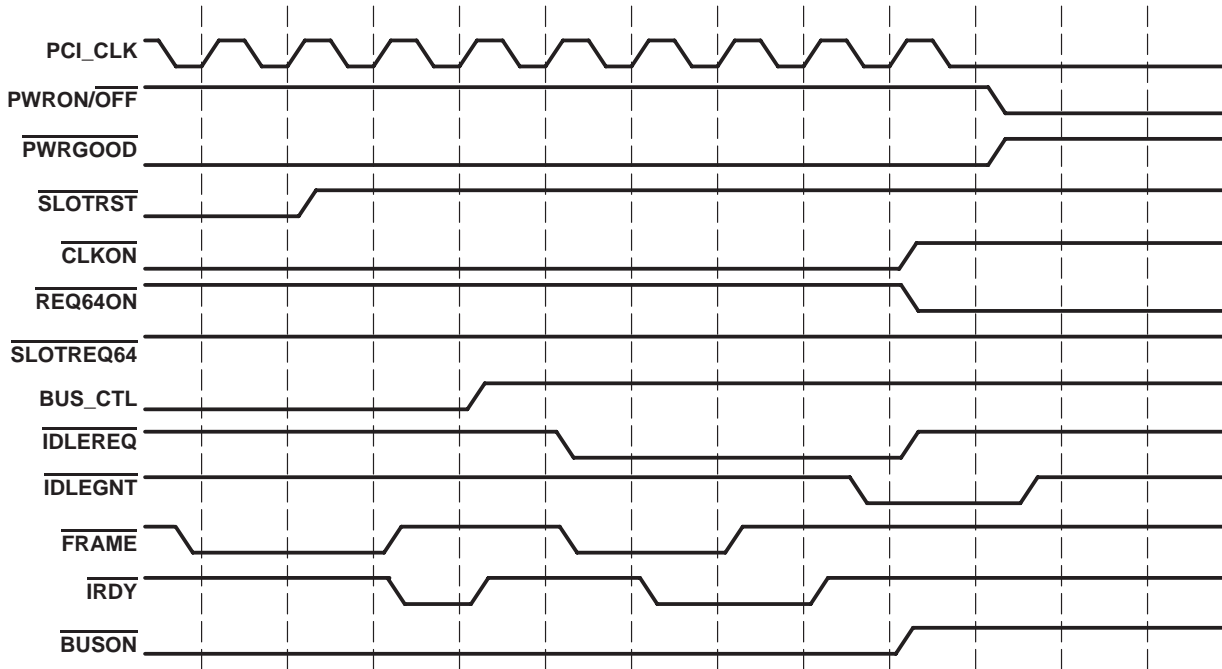 PCI_CLK
PWRON/OFF
PWRGOOD
SLOTRST
CLKON
REQ64ON
SLOTREQ64
BUS_CTL
IDLEREQ
IDLEGNT
FRAME
IRDY
BUSON